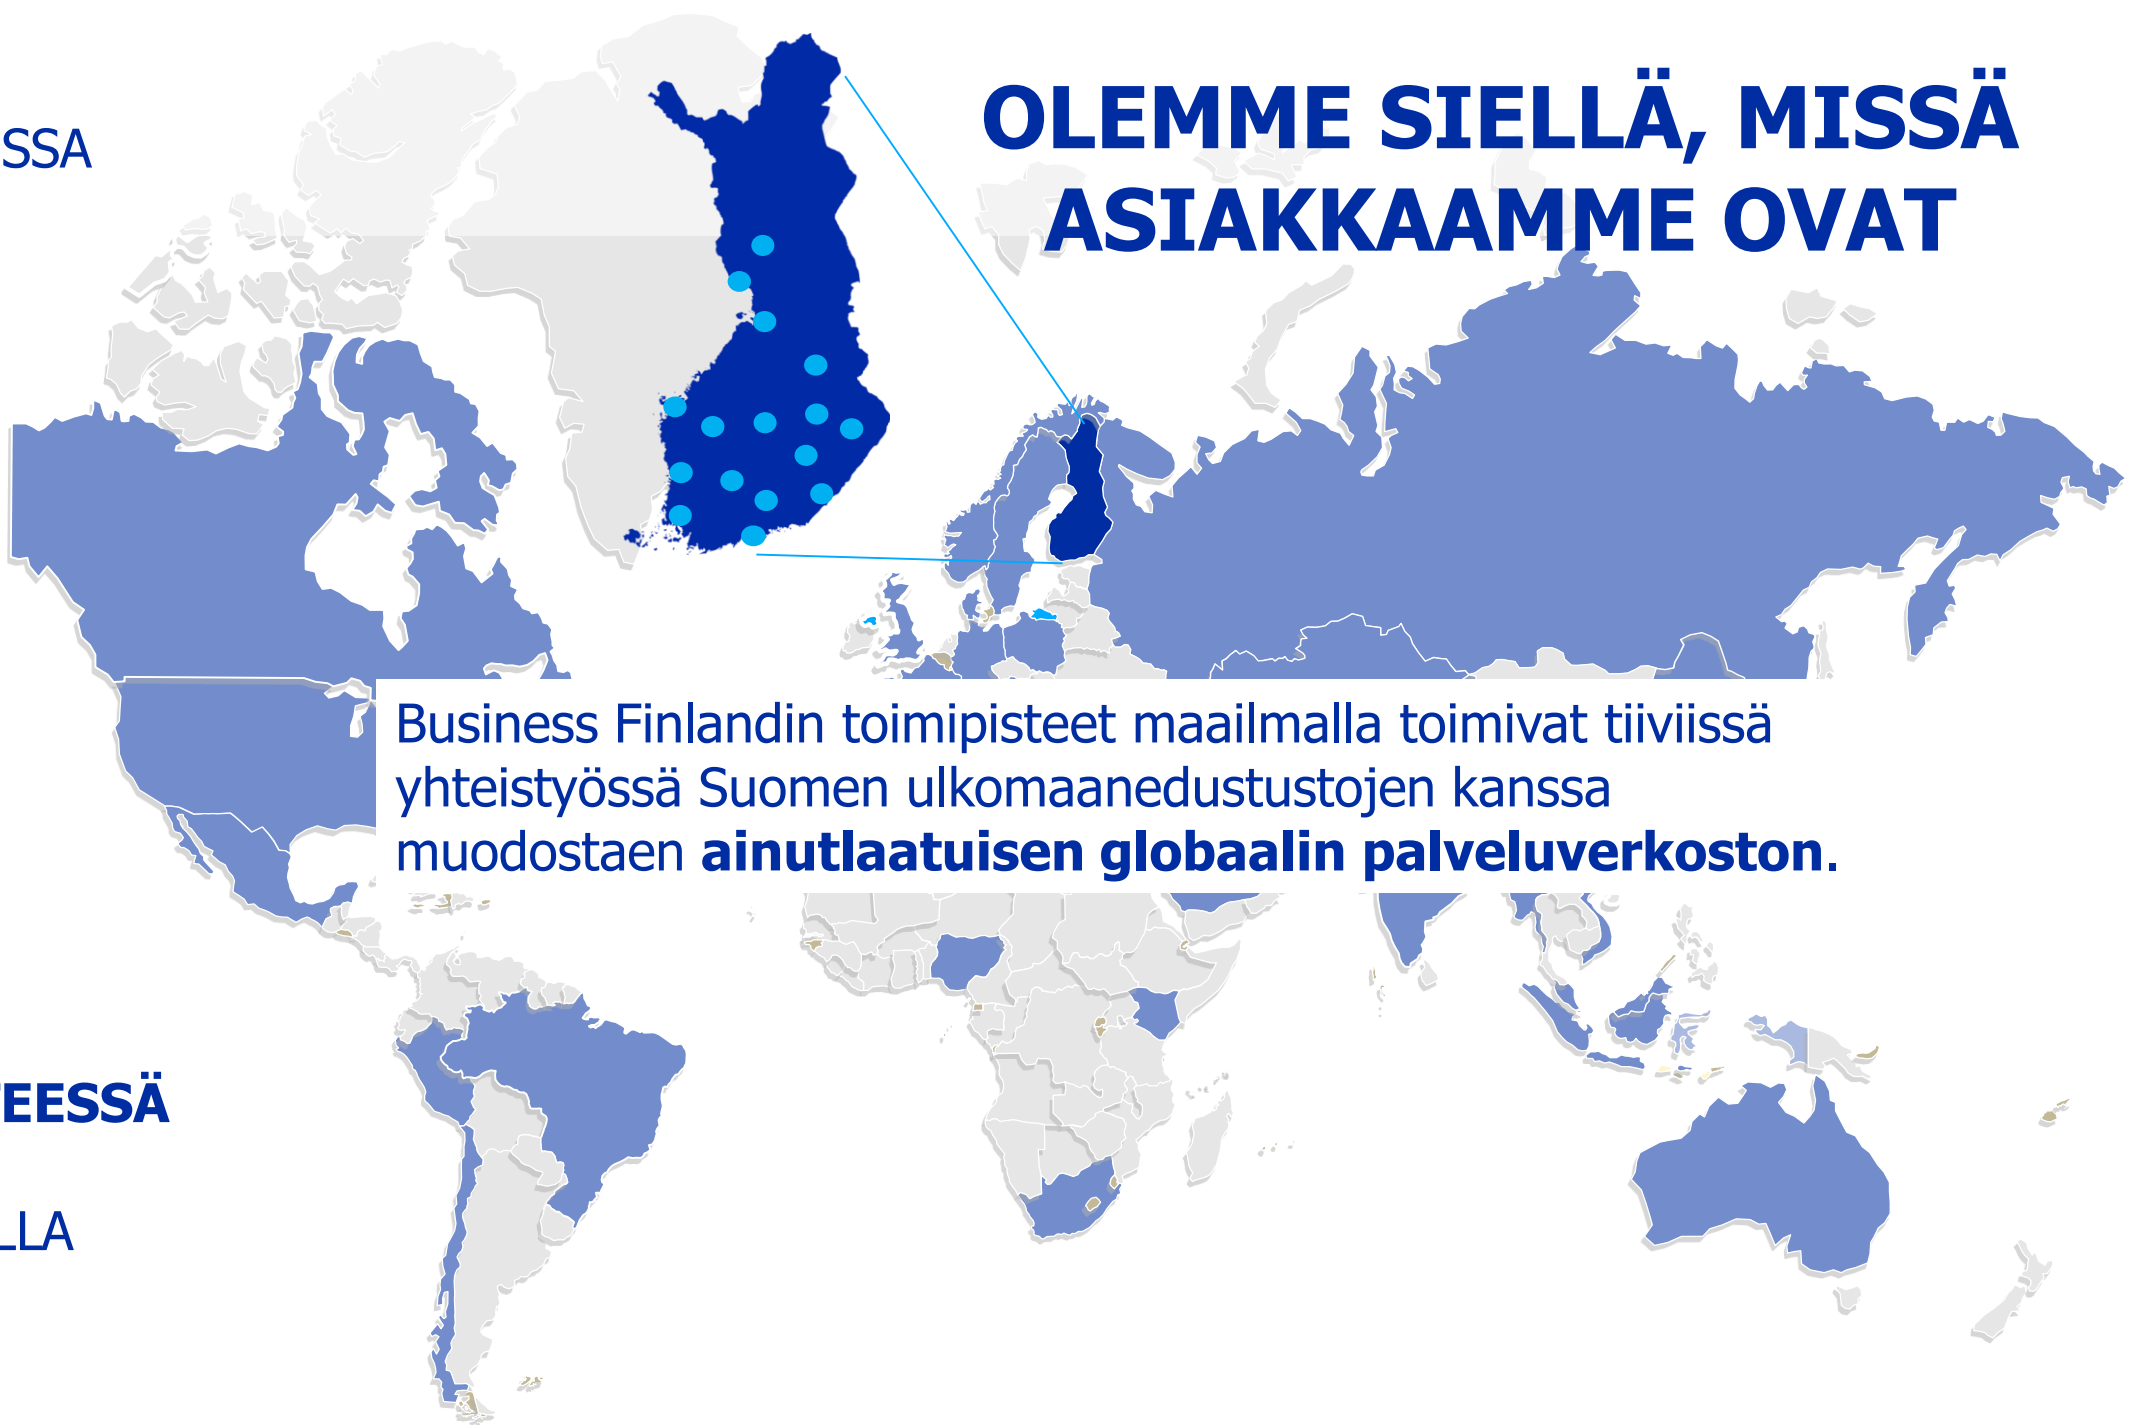 OLEMME SIELLÄ, MISSÄ
ASIAKKAAMME OVAT
SSA
Business Finlandin toimipisteet maailmalla toimivat tiiviissä
yhteistyössä Suomen ulkomaanedustustojen kanssa
muodostaen ainutlaatuisen globaalin palveluverkoston.
EESSÄ
LLA